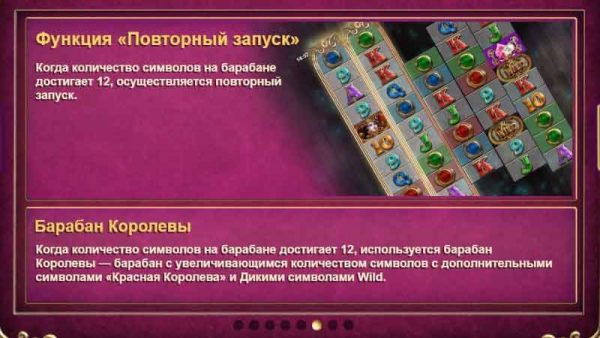 Функция «Повторный запуск»
Когда количество символов на барабане
достигает 12, осуществляется повторный
запуск.
Барабан Королевы
Когда количество символов на барабане достигает 12, используется барабан
Королевы — барабан с увеличивающимся количеством символов с дополнительными
символами «Красная Королева» и Дикими символами Wild.